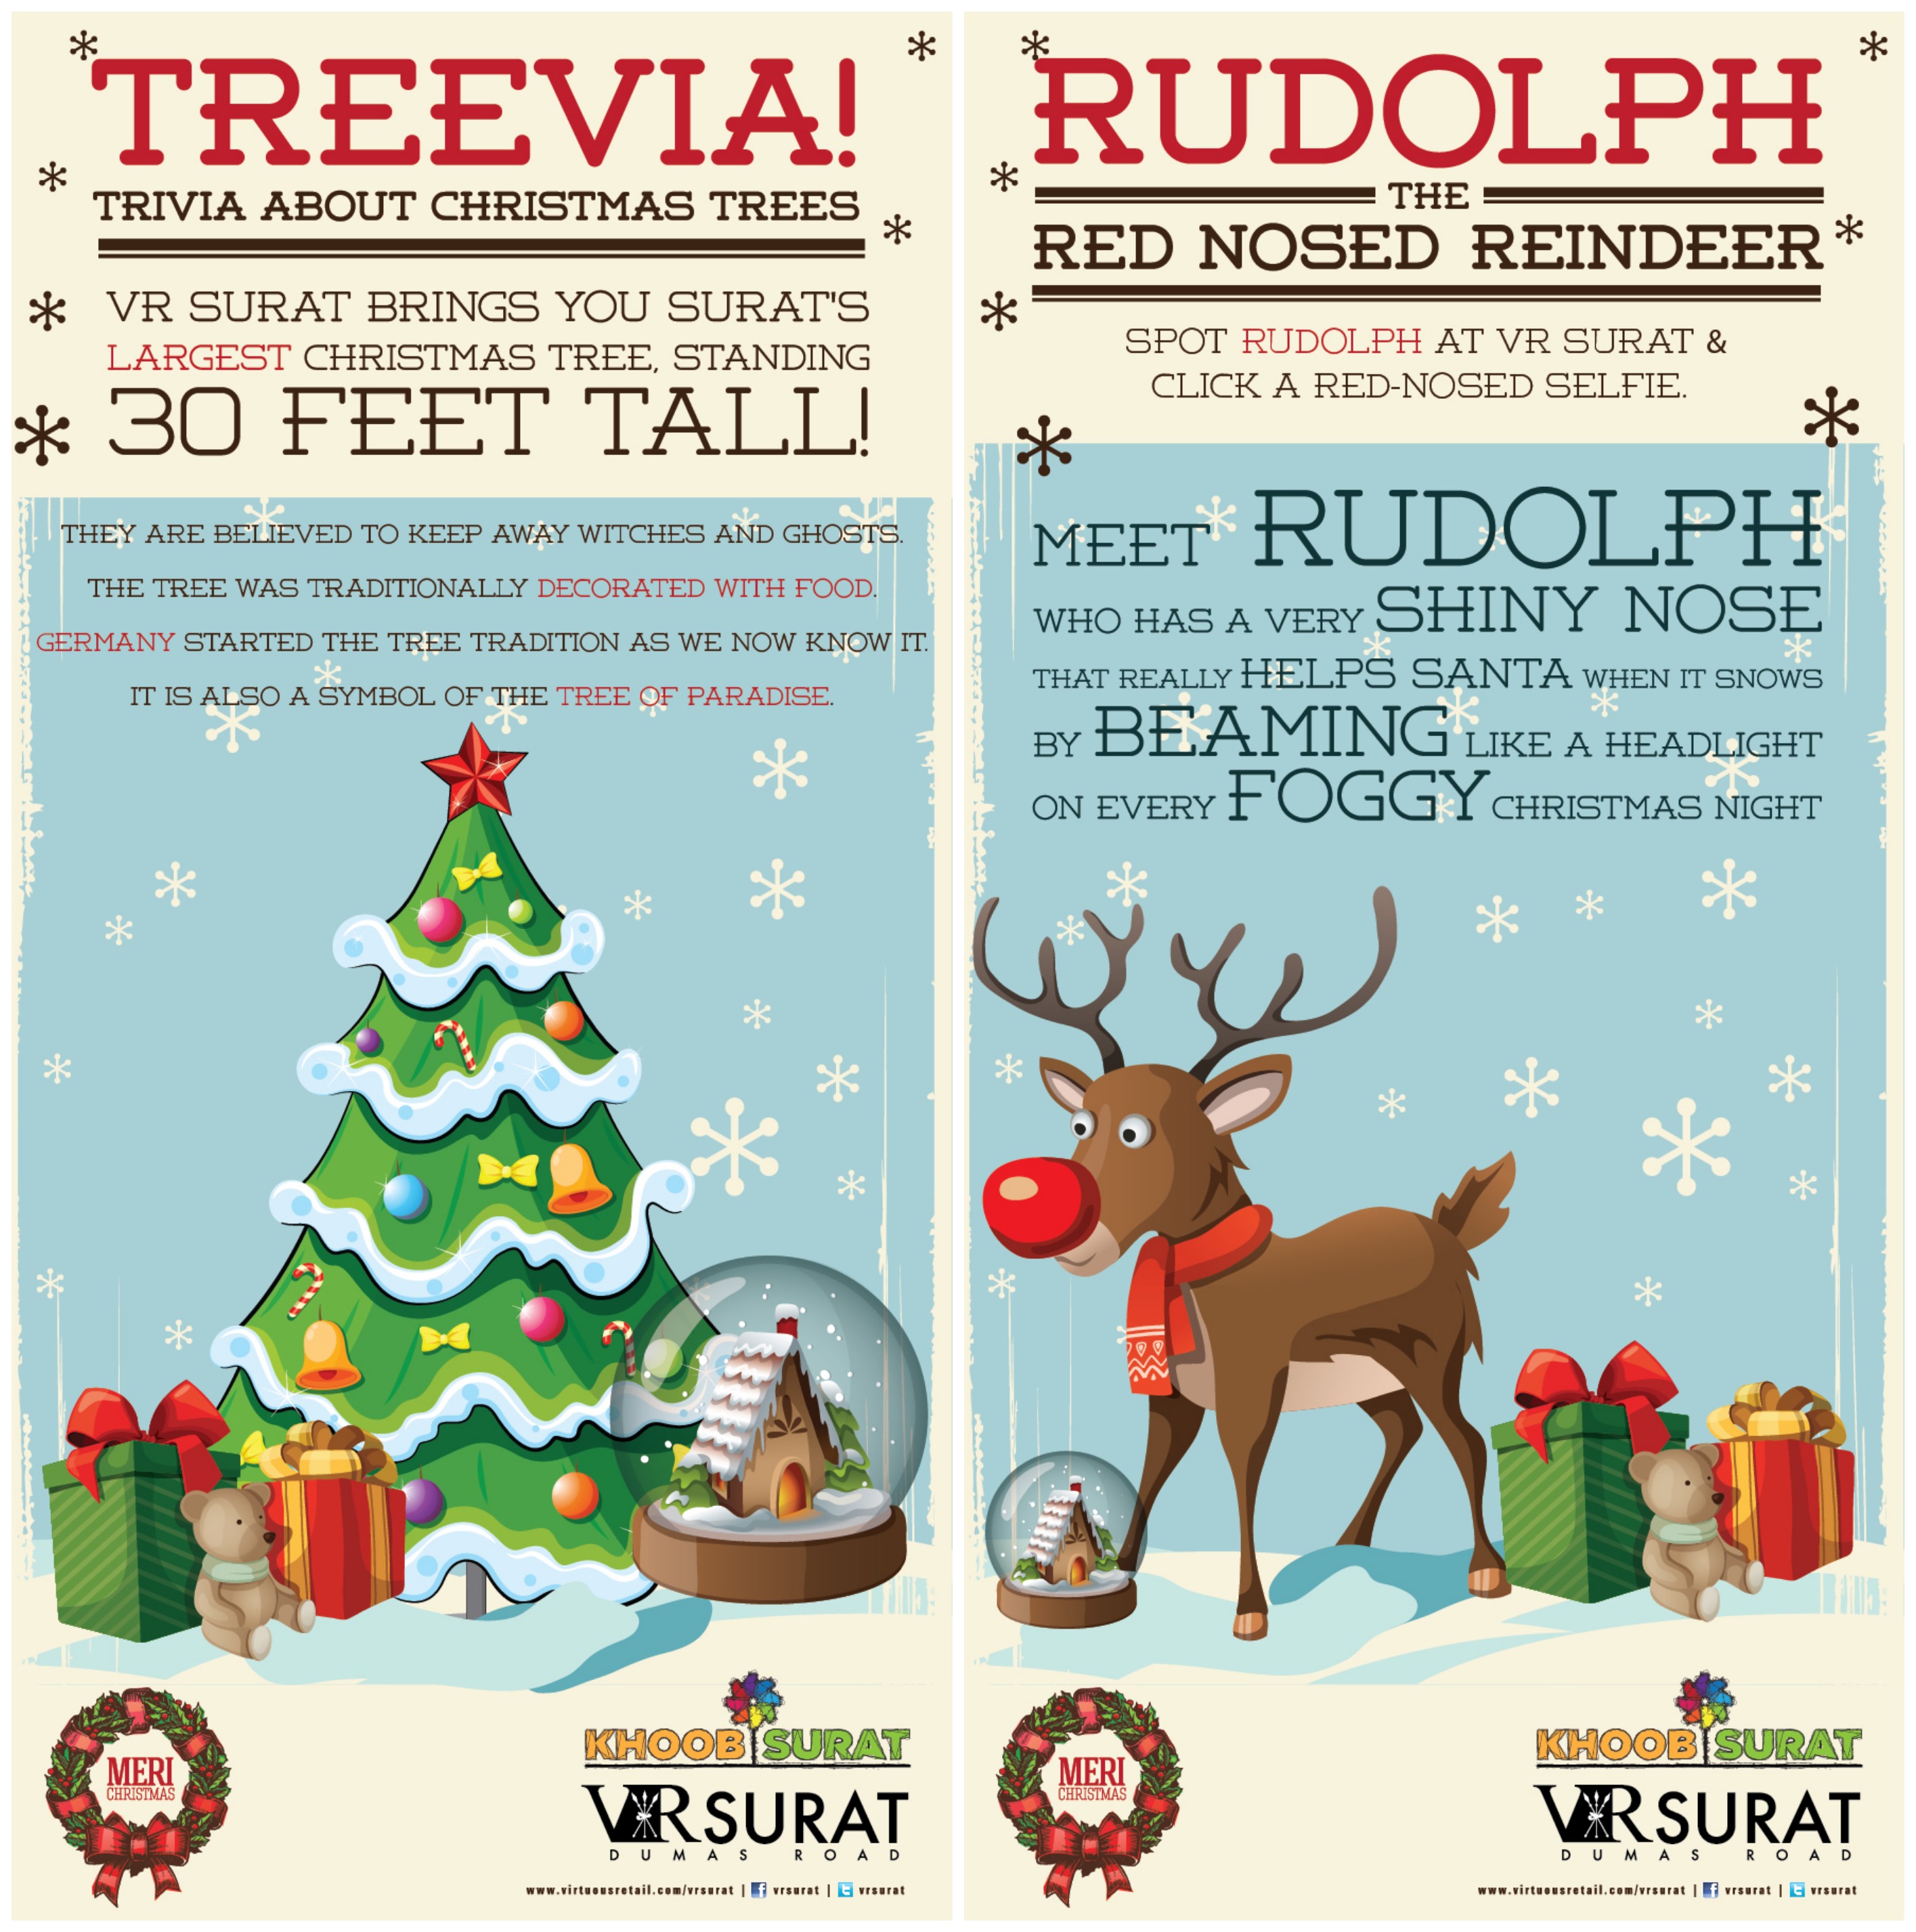 TREEVIA!
TRIVIA ABOUT CHRISTMAS TREES
VR SURAT BRINGS YOU SURAT'S
LARGEST CHRISTMAS TREE, STANDING
30 FEET TALL!
THEY ARE BELIEVED TO KEEP AWAY WITCHES AND GHOSTS.
THE TREE WAS TRADITIONALLY DECORATED WITH FOOD.
GERMANY STARTED THE TREE TRADITION AS WE NOW KNOW IT.
IT IS ALSO A SYMBOL OF THE TREE OF PARADISE.
MERI
CHRISTMAS
KHOOB SURAT
VR SURAT
DUMAS ROAD
www.virtuousretail.com/vrsurat | f vrsurat | t vrsurat
RUDOLPH
THE
RED NOSED REINDEER
SPOT RUDOLPH AT VR SURAT &
CLICK A RED-NOSED SELFIE.
MEET RUDOLPH
WHO HAS A VERY SHINY NOSE
THAT REALLY HELPS SANTA WHEN IT SNOWS
BY BEAMING LIKE A HEADLIGHT
ON EVERY FOGGY CHRISTMAS NIGHT
MERI
CHRISTMAS
KHOOB SURAT
VR SURAT
DUMAS ROAD
www.virtuousretail.com/vrsurat | f vrsurat | t vrsurat